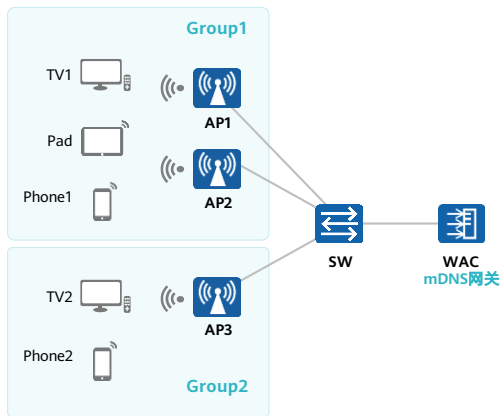 Group1
TV1
AP1
Pad
AP2
Phone1
SW
WAC
mDNS网关
TV2
AP3
Phone2
Group2